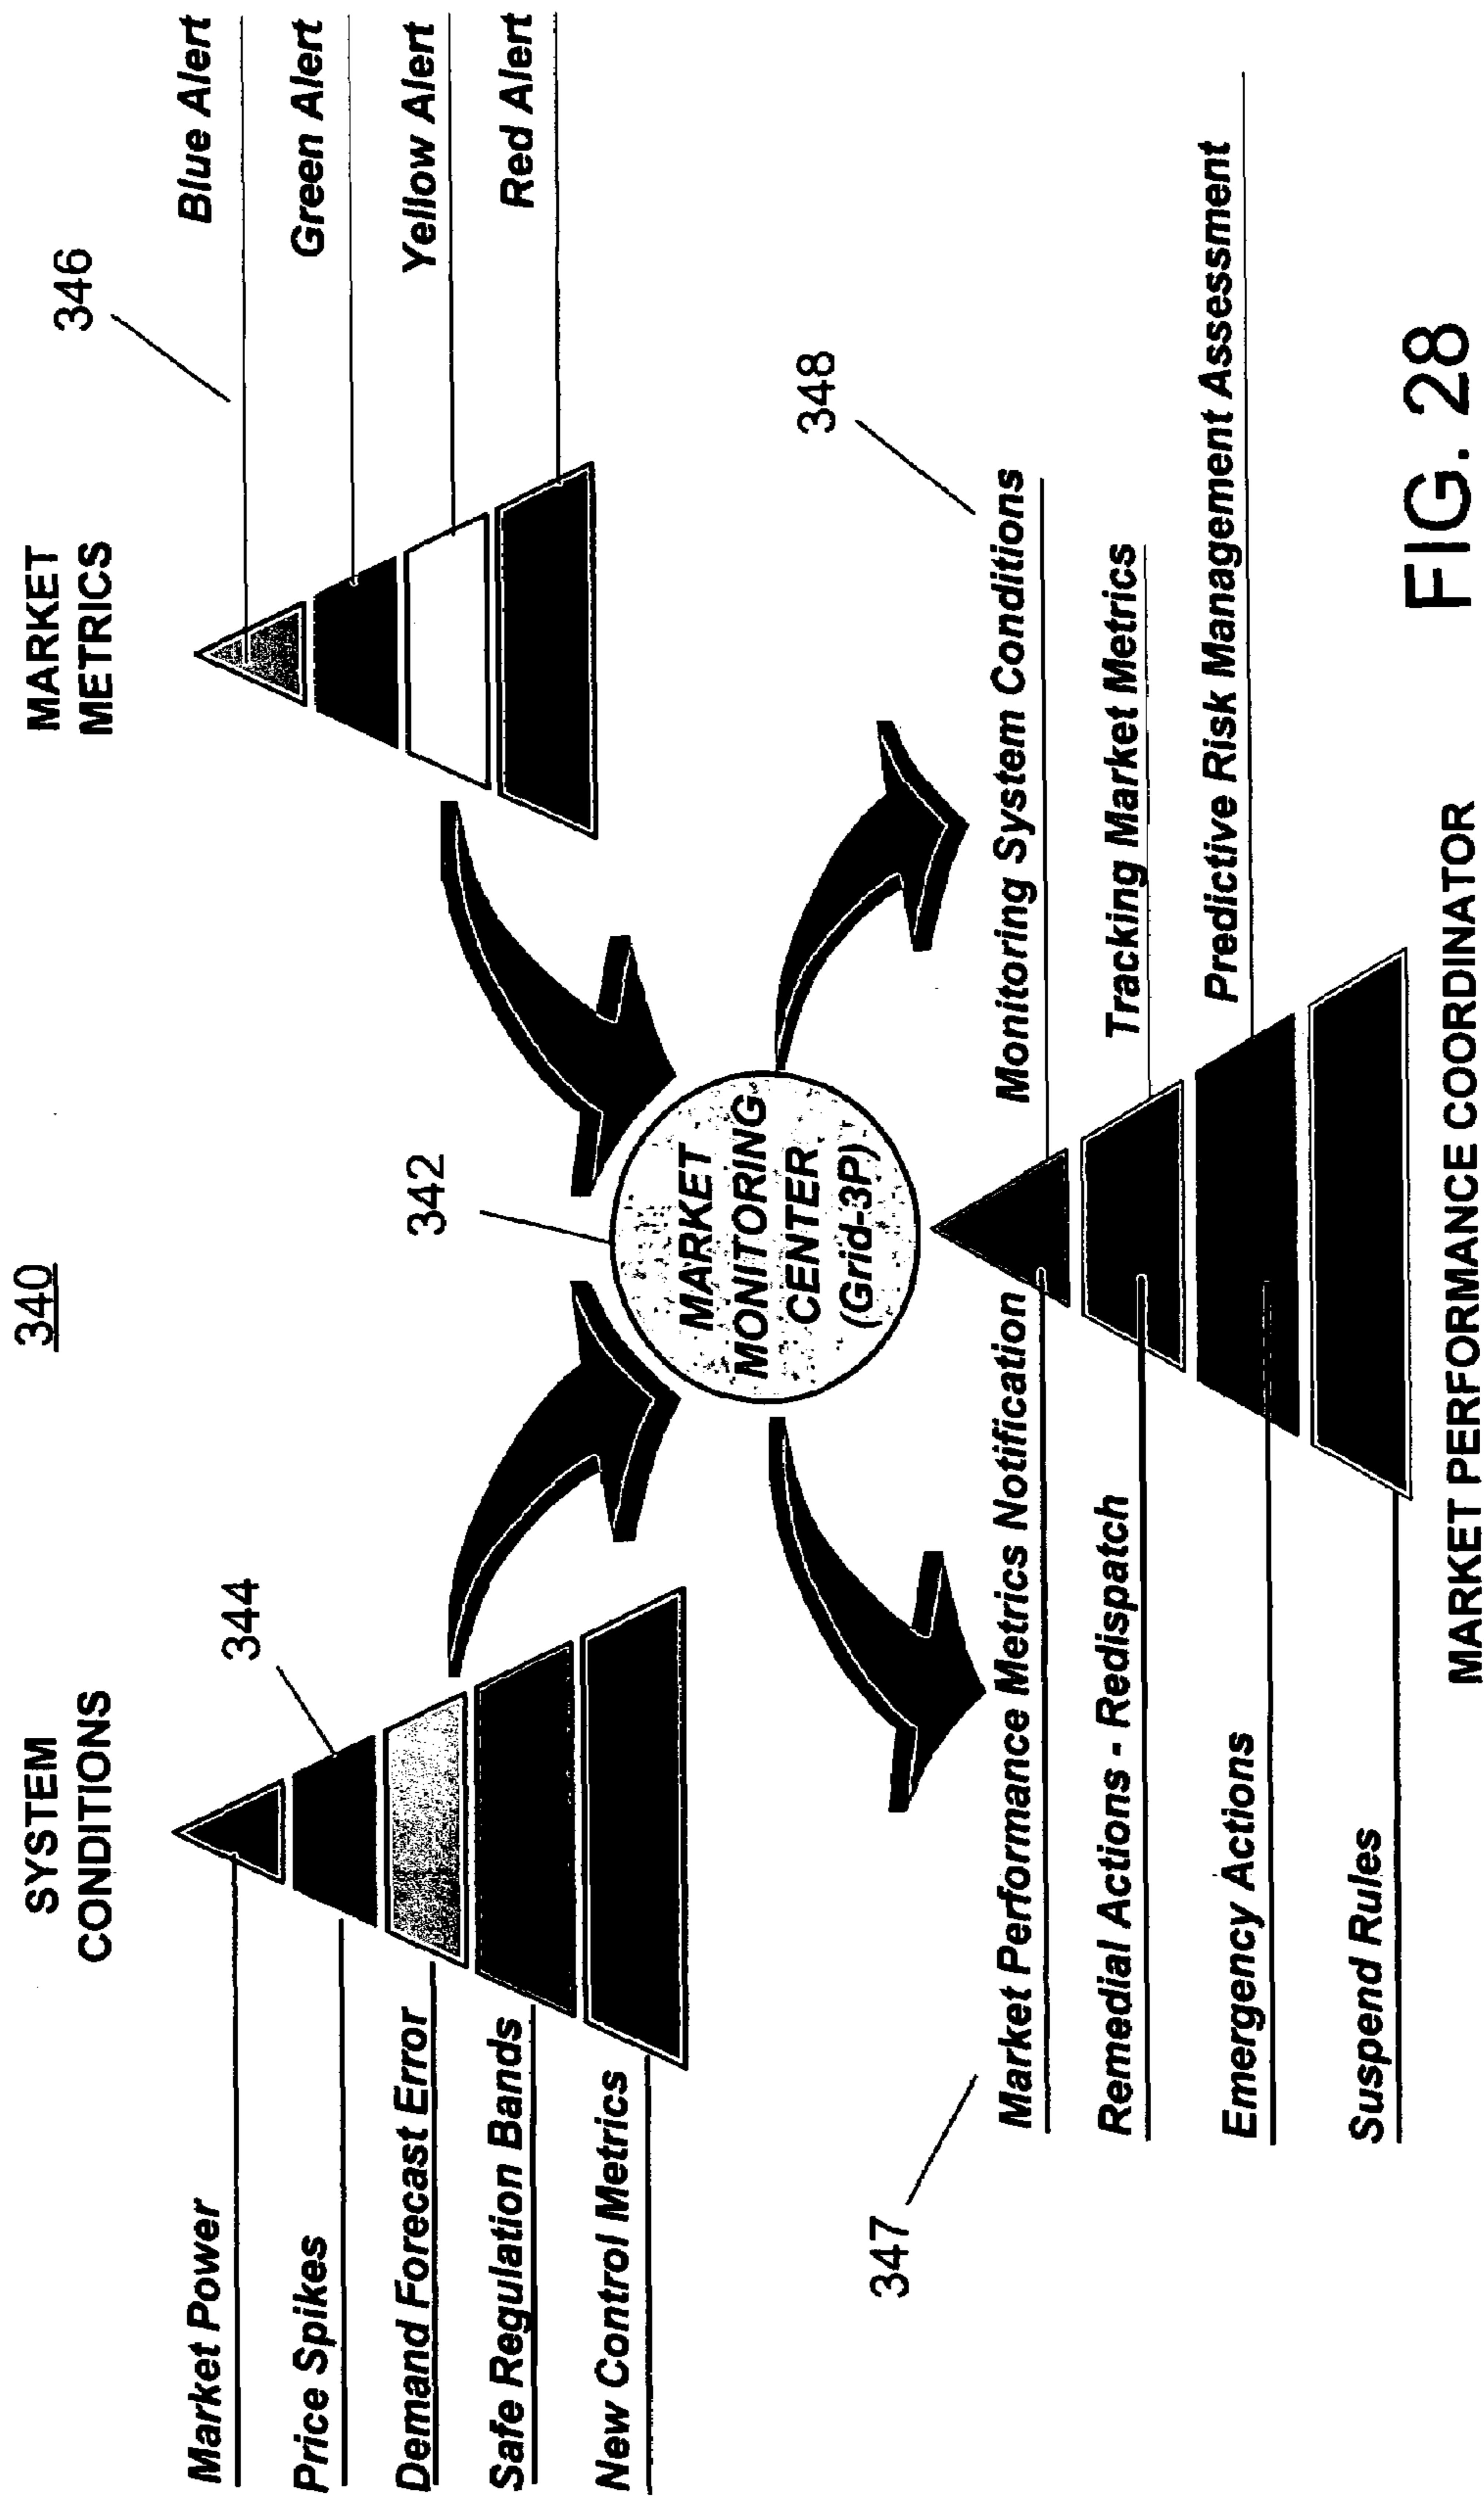 340
SYSTEM
CONDITIONS
344
Market Power
Price Spikes
Demand Forecast Error
Safe Regulation Bands
New Control Metrics
MARKET
METRICS
346
Blue Alert
Green Alert
Yellow Alert
Red Alert
342
MARKET
MONITORING
CENTER
(Grid-3P)
347
Market Performance Metrics Notification
Remedial Actions - Redispatch
Emergency Actions
Suspend Rules
348
Monitoring System Conditions
Tracking Market Metrics
Predictive Risk Management Assessment
MARKET PERFORMANCE COORDINATOR
FIG. 28